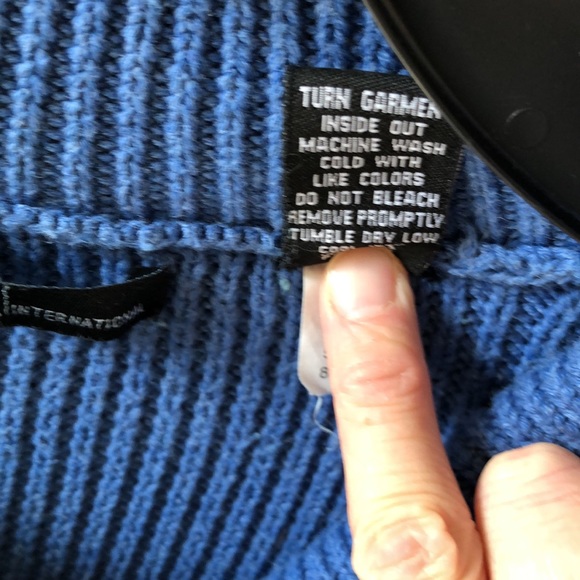 TURN GARMEN
INSIDE OUT
MACHINE WASH
COLD WITH
LIKE COLORS
DO NOT BLEACH
REMOVE PROMPTLY
TUMBLE DRY LOW
INTERNATIONAL
8